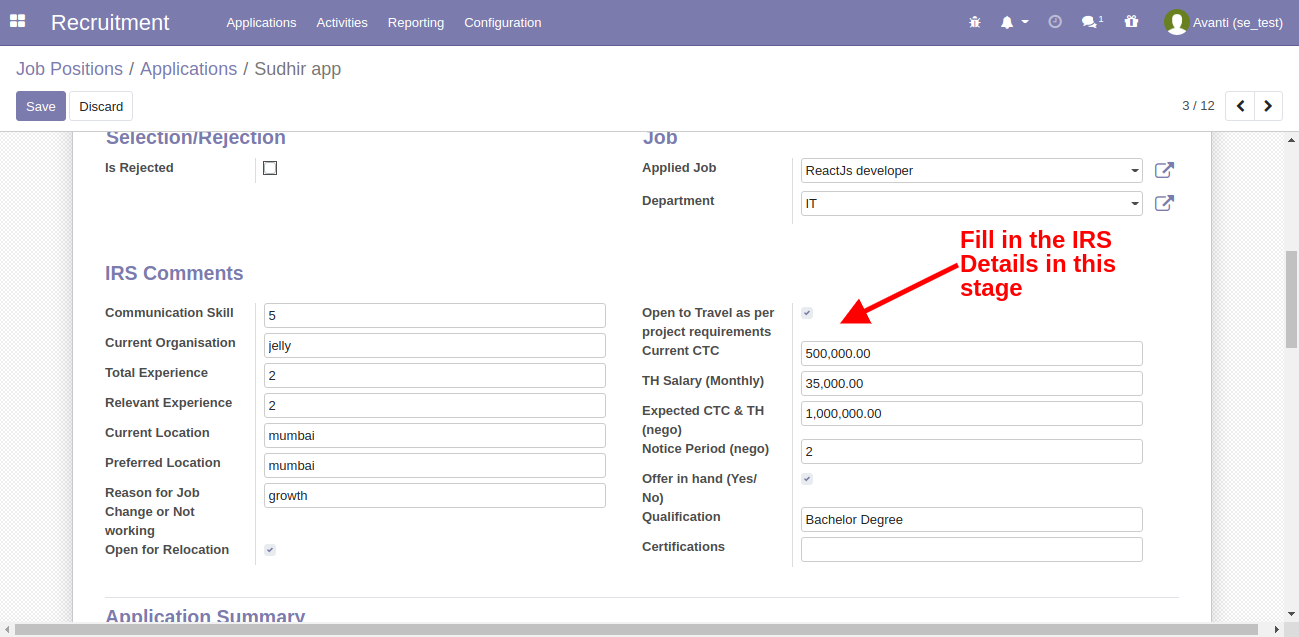 Recruitment Applications Activities Reporting Configuration 1 Avanti (se_test)
Job Positions / Applications / Sudhir app
Save Discard 3 / 12
Selection/Rejection
Is Rejected
Job
Applied Job ReactJs developer
Department IT
Fill in the IRS
Details in this
stage
IRS Comments
Communication Skill 5
Current Organisation jelly
Total Experience 2
Relevant Experience 2
Current Location mumbai
Preferred Location mumbai
Reason for Job growth
Change or Not
working
Open for Relocation
Open to Travel as per
project requirements
Current CTC 500,000.00
TH Salary (Monthly) 35,000.00
Expected CTC & TH 1,000,000.00
(nego)
Notice Period (nego) 2
Offer in hand (Yes/
No)
Qualification Bachelor Degree
Certifications
Application Summary